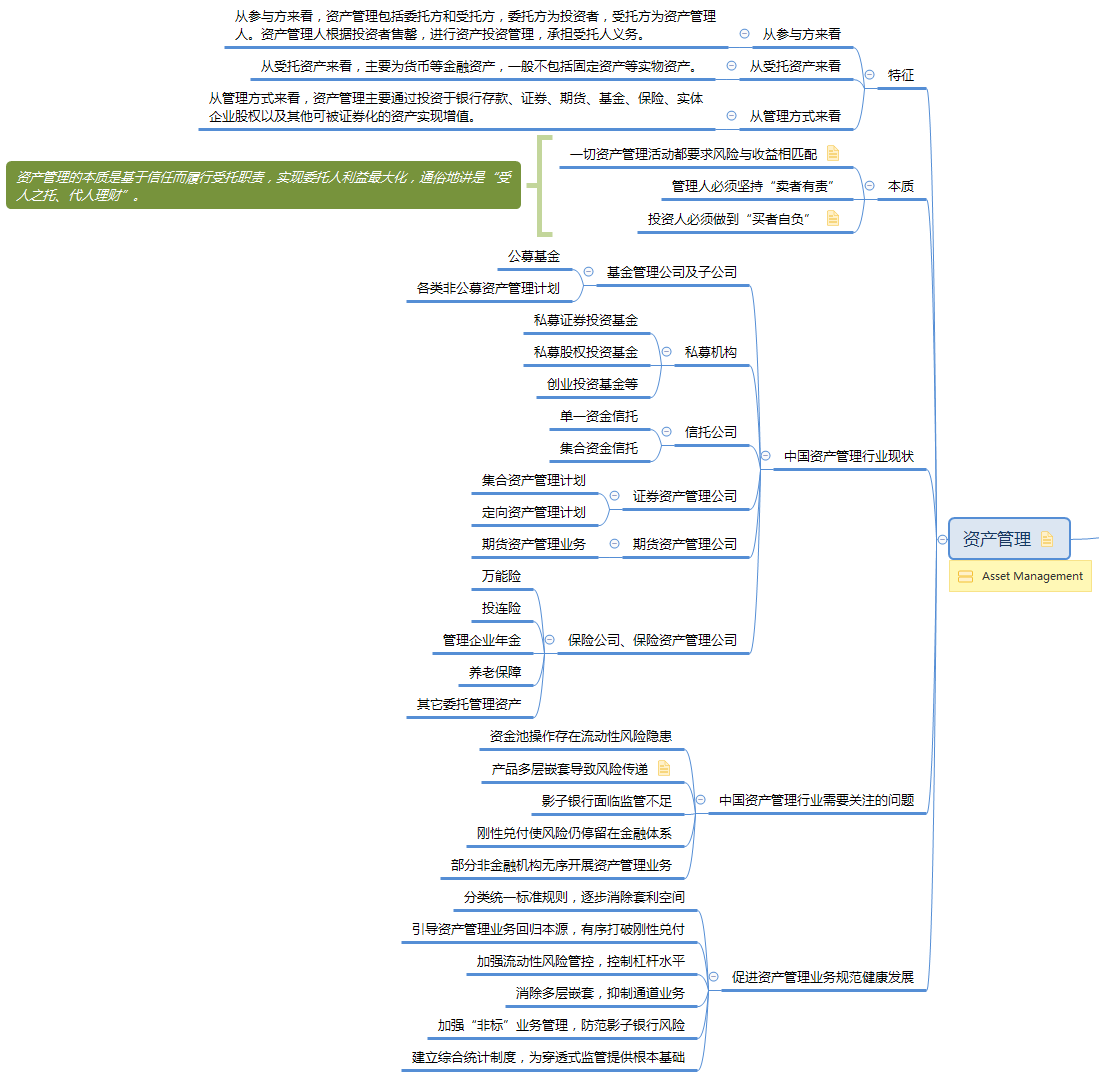 从参与方来看，资产管理包括委托方和受托方，委托方为投资者，受托方为资产管理
人。资产管理人根据投资者售馨，进行资产投资管理，承担受托人义务。
从参与方来看
从受托资产来看，主要为货币等金融资产，一般不包括固定资产等实物资产。
从受托资产来看
特征
从管理方式来看，资产管理主要通过投资于银行存款、证券、期货、基金、保险、实体
企业股权以及其他可被证券化的资产实现增值。
从管理方式来看
资产管理的本质是基于信任而履行受托职责，实现委托人利益最大化，通俗地讲是“受
人之托、代人理财”。
一切资产管理活动都要求风险与收益相匹配
管理人必须坚持“卖者有责”
本质
投资人必须做到“买者自负”
公募基金
基金管理公司及子公司
各类非公募资产管理计划
私募证券投资基金
私募股权投资基金
私募机构
创业投资基金等
单一资金信托
信托公司
集合资金信托
中国资产管理行业现状
集合资产管理计划
证券资产管理公司
定向资产管理计划
期货资产管理业务
期货资产管理公司
资产管理
Asset Management
万能险
投连险
管理企业年金
保险公司、保险资产管理公司
养老保障
其它委托管理资产
资金池操作存在流动性风险隐患
产品多层嵌套导致风险传递
影子银行面临监管不足
中国资产管理行业需要关注的问题
刚性兑付使风险仍停留在金融体系
部分非金融机构无序开展资产管理业务
分类统一标准规则，逐步消除套利空间
引导资产管理业务回归本源，有序打破刚性兑付
加强流动性风险管控，控制杠杆水平
促进资产管理业务规范健康发展
消除多层嵌套，抑制通道业务
加强“非标”业务管理，防范影子银行风险
建立综合统计制度，为穿透式监管提供根本基础